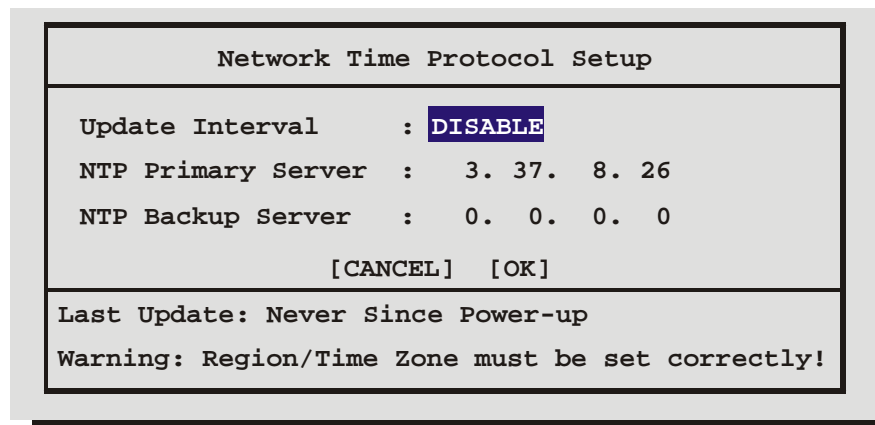 Network Time Protocol Setup
Update Interval : DISABLE
NTP Primary Server : 3. 37. 8. 26
NTP Backup Server : 0. 0. 0. 0
[CANCEL] [OK]
Last Update: Never Since Power-up
Warning: Region/Time Zone must be set correctly!